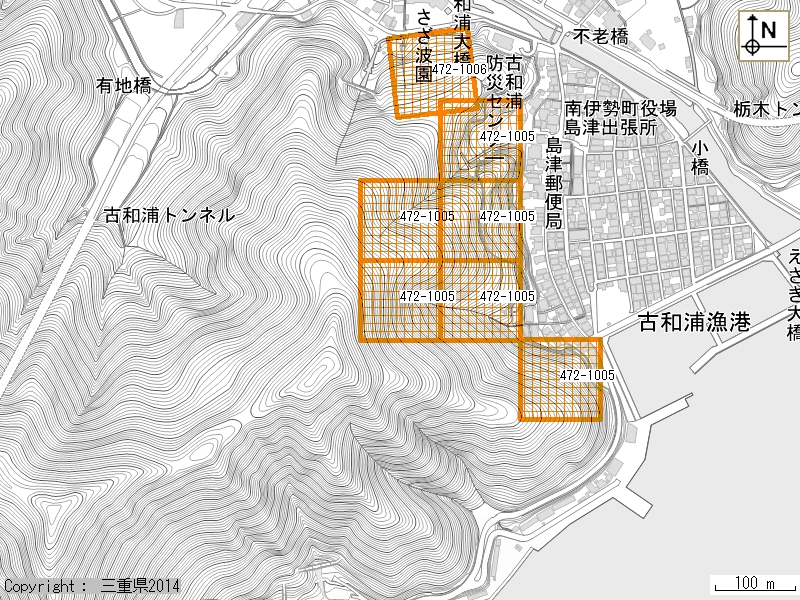 和浦大橋
さざ波園
不老橋
N
古和浦
防災センター
有地橋
472-1006
南伊勢町役場
島津出張所
栃木トン
472-1005
小橋
島津郵便局
古和浦トンネル
472-1005
472-1005
えさき大橋
472-1005
472-1005
古和浦漁港
472-1005
Copyright : 三重県2014
100 m